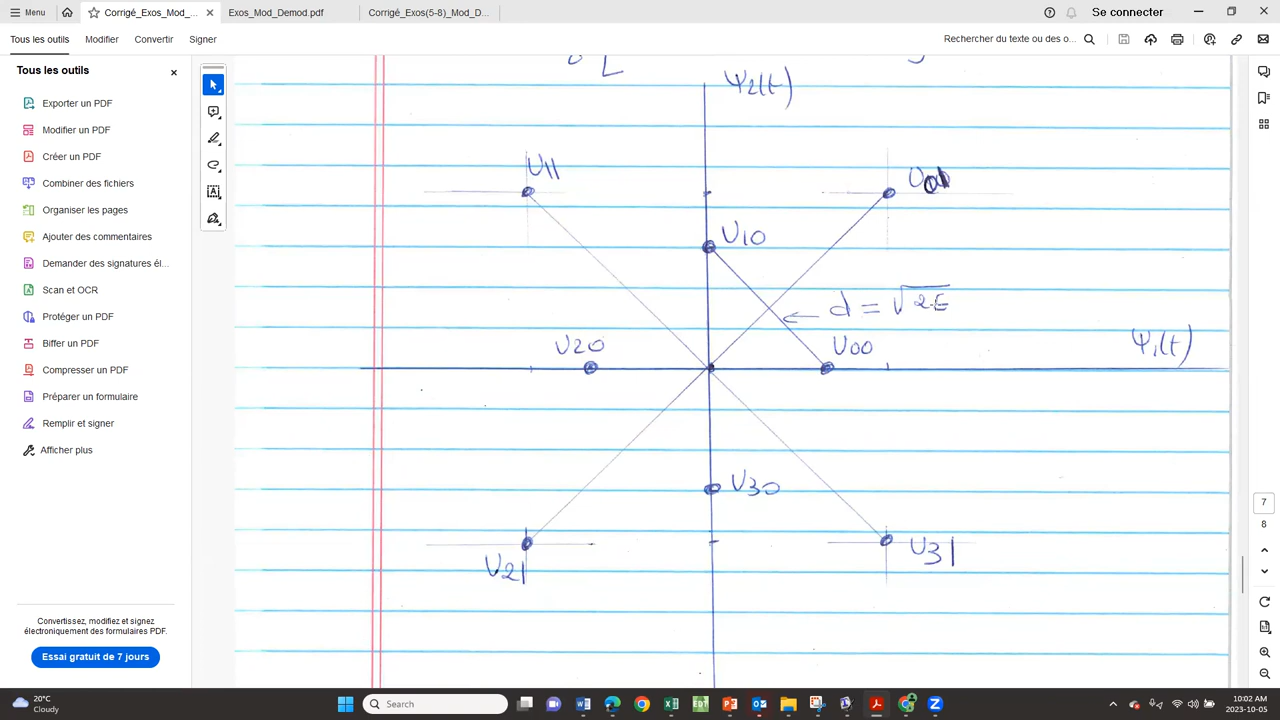 Menu
Corrigé_Exos_Mod_...
Exos_Mod_Demod.pdf
Corrigé_Exos(5-8)_Mod_D...
Se connecter
Tous les outils
Modifier
Convertir
Signer
Rechercher du texte ou des o...
Tous les outils
Exporter un PDF
Modifier un PDF
Créer un PDF
Combiner des fichiers
Organiser les pages
Ajouter des commentaires
Demander des signatures él...
Scan et OCR
Protéger un PDF
Biffer un PDF
Compresser un PDF
Préparer un formulaire
Remplir et signer
Afficher plus
Convertissez, modifiez et signez
électroniquement des formulaires PDF.
Essai gratuit de 7 jours
Ψ2(t)
U11
U01
U10
d = √2E
U20
U00
Ψ1(t)
U30
U21
U31
7
8
20°C
Cloudy
Search
10:02 AM
2023-10-05